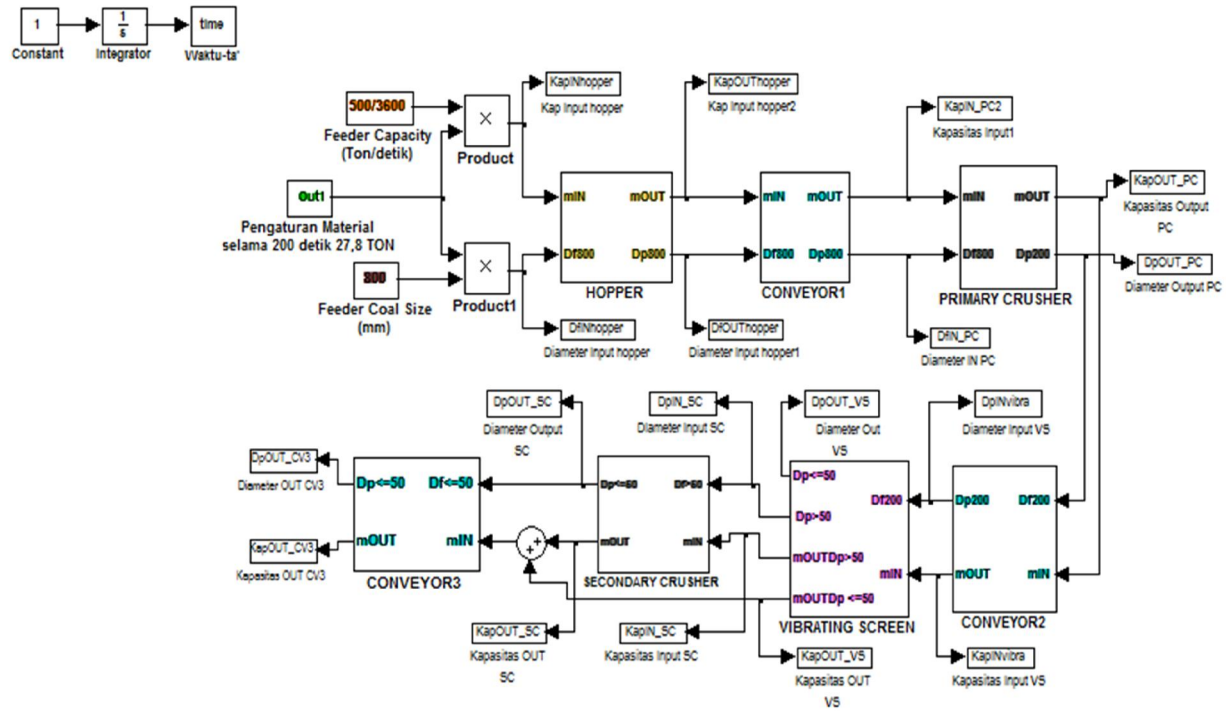 1
Constant
1
s
Integrator
time
Waktu-ta'
500/3600
Feeder Capacity
(Ton/detik)
Product
KapINhopper
Kap Input hopper
KapOUThopper
Kap Input hopper2
KapIN_PC2
Kapasitas Input1
Out1
Pengaturan Material
selama 200 detik 27,8 TON
800
Feeder Coal Size
(mm)
Product1
mIN
mOUT
Df800
Dp800
HOPPER
mIN
mOUT
Df800
Dp800
CONVEYOR1
mIN
mOUT
Df800
Dp200
PRIMARY CRUSHER
KapOUT_PC
Kapasitas Output
PC
DpOUT_PC
Diameter Output PC
DfINhopper
Diameter Input hopper
DfOUThopper
Diameter Input hopper1
DfIN_PC
Diameter IN PC
DpOUT_SC
Diameter Output
SC
DpIN_SC
Diameter Input SC
DpOUT_VS
Diameter Out
VS
DpINvibra
Diameter Input VS
DpOUT_CV3
Diameter OUT CV3
KapOUT_CV3
Kapasitas OUT CV3
Dp<=50
Df<=50
mOUT
mIN
CONVEYOR3
+
+
Dp<=50
Df>50
mOUT
mIN
SECONDARY CRUSHER
Dp<=50
Df200
Dp>50
mOUTDp>50
mIN
mOUTDp <=50
VIBRATING SCREEN
Dp200
Df200
mOUT
mIN
CONVEYOR2
KapOUT_SC
Kapasitas OUT
SC
KapIN_SC
Kapasitas Input SC
KapOUT_VS
Kapasitas OUT
VS
KapINvibra
Kapasitas Input VS